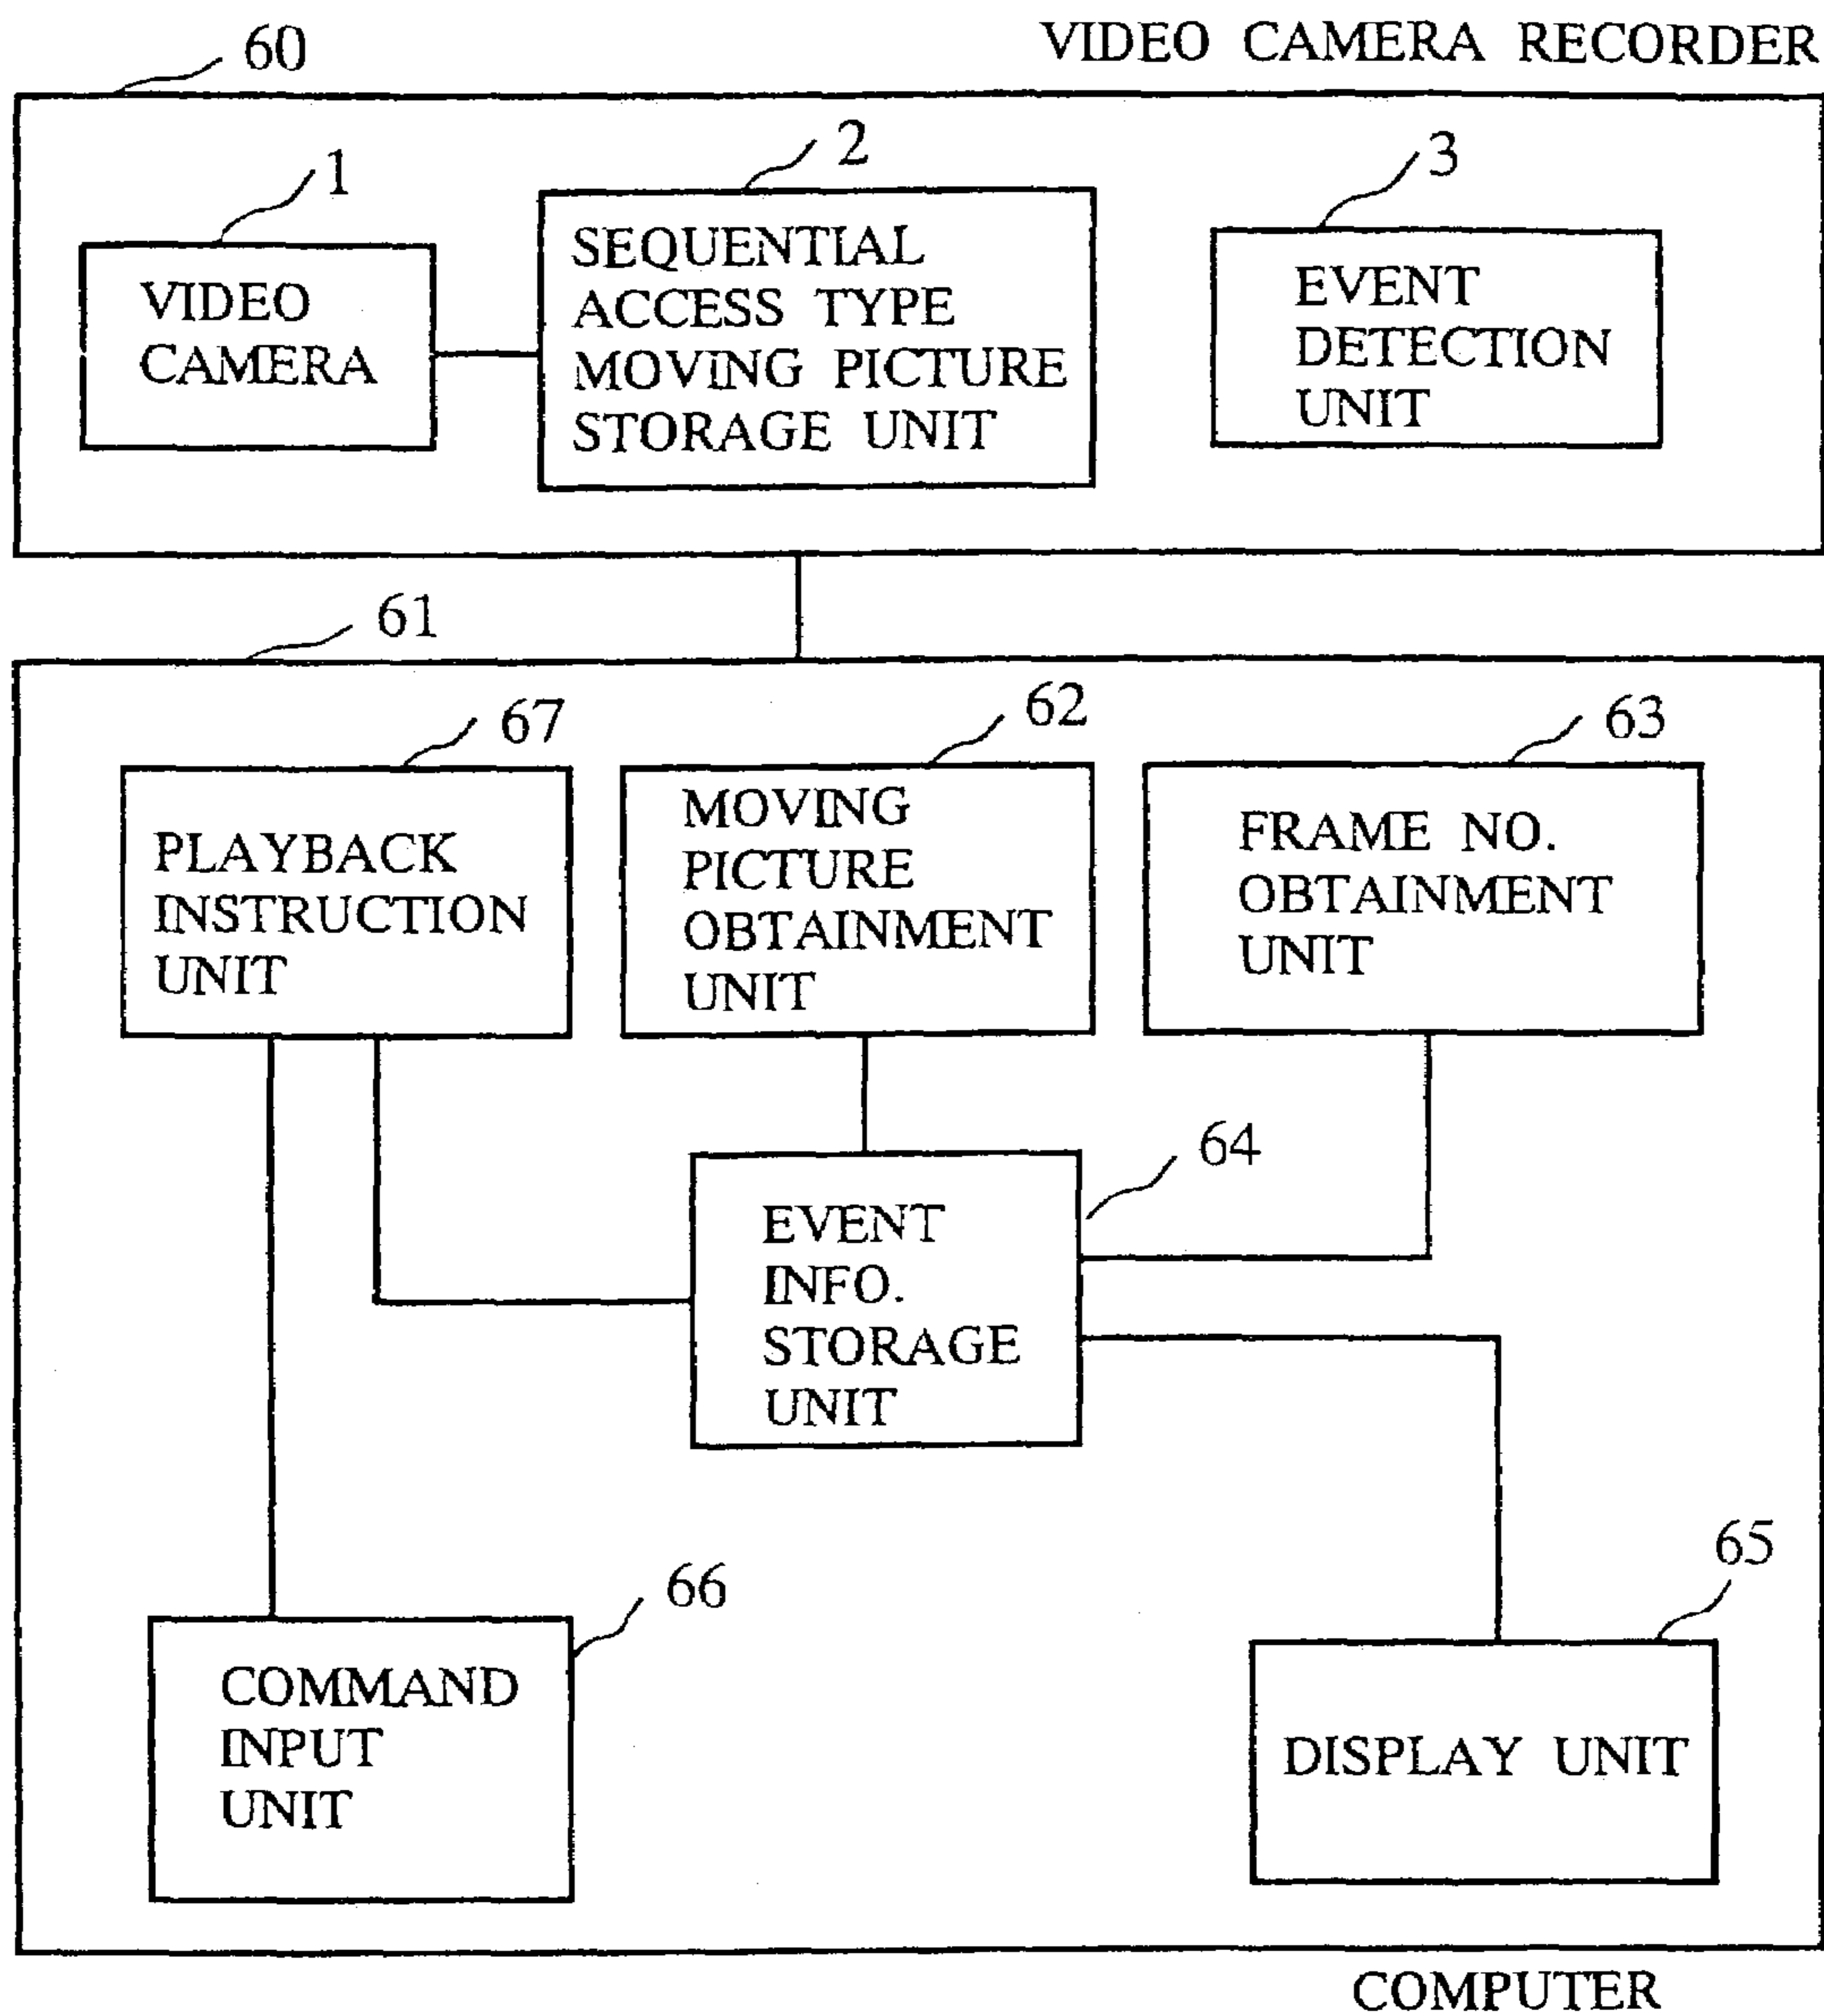 60
VIDEO CAMERA RECORDER
1
VIDEO
CAMERA
2
SEQUENTIAL
ACCESS TYPE
MOVING PICTURE
STORAGE UNIT
3
EVENT
DETECTION
UNIT
61
67
PLAYBACK
INSTRUCTION
UNIT
62
MOVING
PICTURE
OBTAINMENT
UNIT
63
FRAME NO.
OBTAINMENT
UNIT
64
EVENT
INFO.
STORAGE
UNIT
66
COMMAND
INPUT
UNIT
65
DISPLAY UNIT
COMPUTER